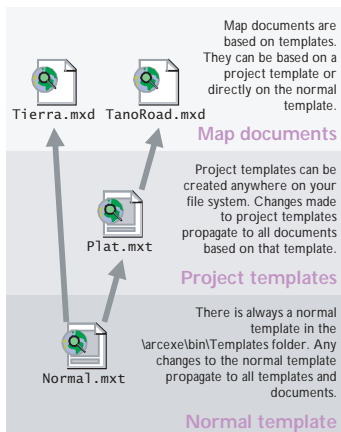 Map documents are
based on templates.
They can be based on a
project template or
directly on the normal
template.
Tierra.mxd TanoRoad.mxd
Map documents
Project templates can be
created anywhere on your
file system. Changes made
to project templates
propagate to all documents
based on that template.
Plat.mxt
Project templates
There is always a normal
template in the
\arcexe\bin\Templates folder. Any
changes to the normal template
propagate to all templates and
documents.
Normal.mxt
Normal template